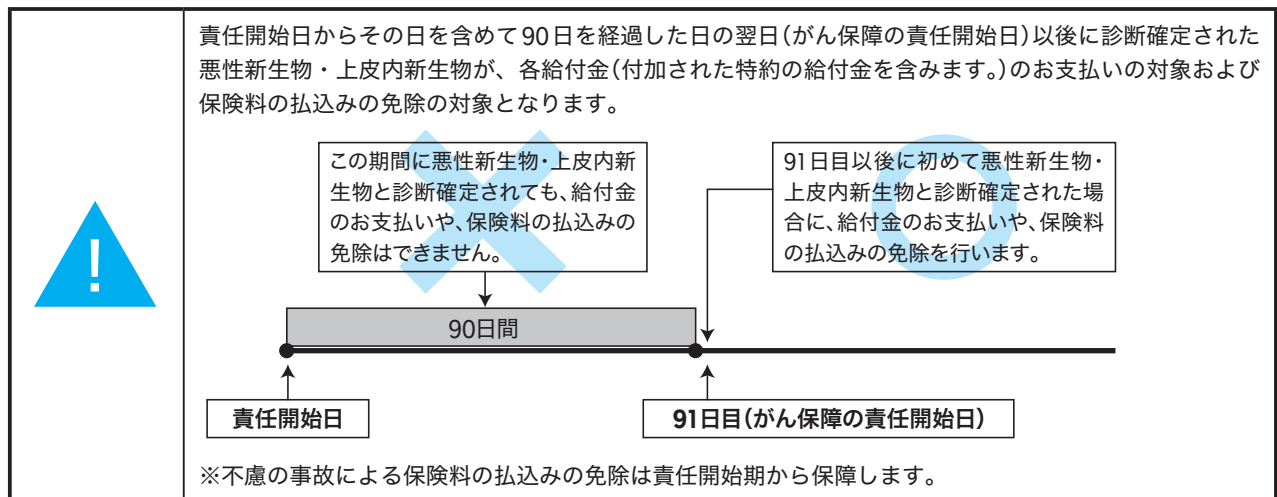 責任開始日からその日を含めて90日を経過した日の翌日(がん保障の責任開始日)以後に診断確定された
悪性新生物・上皮内新生物が、各給付金(付加された特約の給付金を含みます。)のお支払いの対象および
保険料の払込みの免除の対象となります。
この期間に悪性新生物・上皮内新
生物と診断確定されても、給付金
のお支払いや、保険料の払込みの
免除はできません。
91日目以後に初めて悪性新生物・
上皮内新生物と診断確定された場
合に、給付金のお支払いや、保険料
の払込みの免除を行います。
!
90日間
責任開始日
91日目(がん保障の責任開始日)
※不慮の事故による保険料の払込みの免除は責任開始期から保障します。